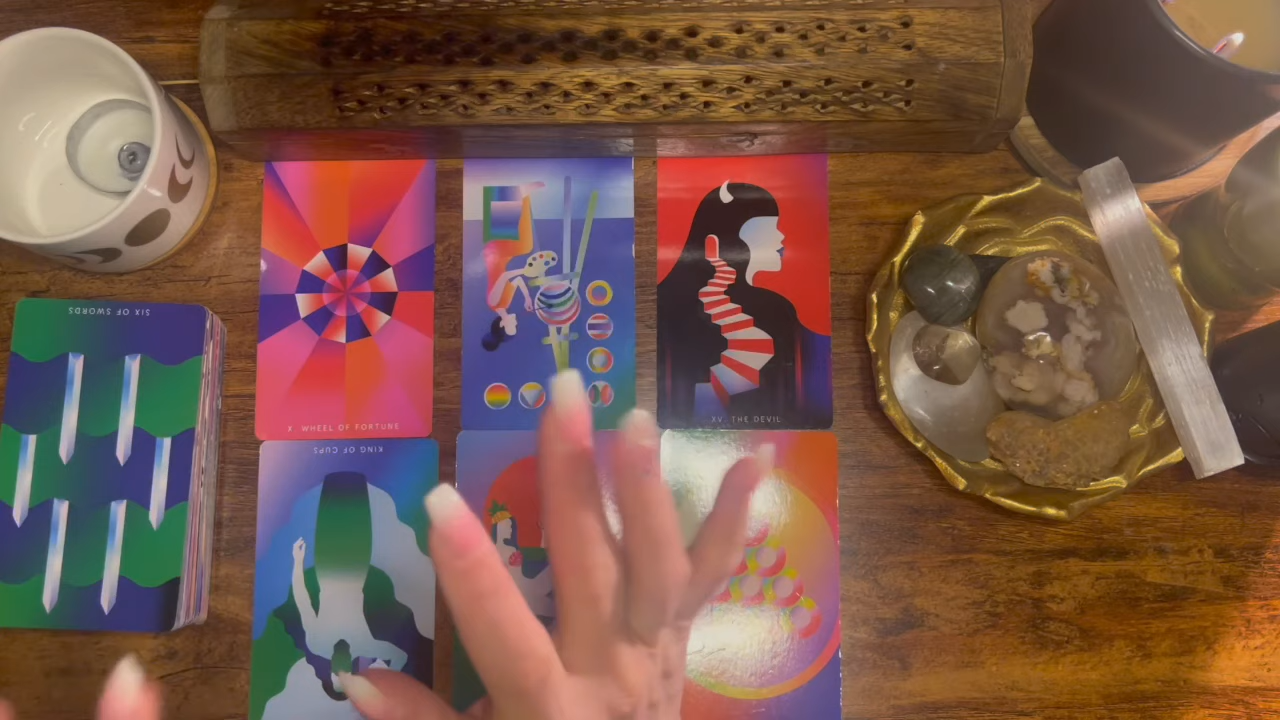 SIX OF SWORDS
X WHEEL OF FORTUNE
XV. THE DEVIL
KING OF CUPS